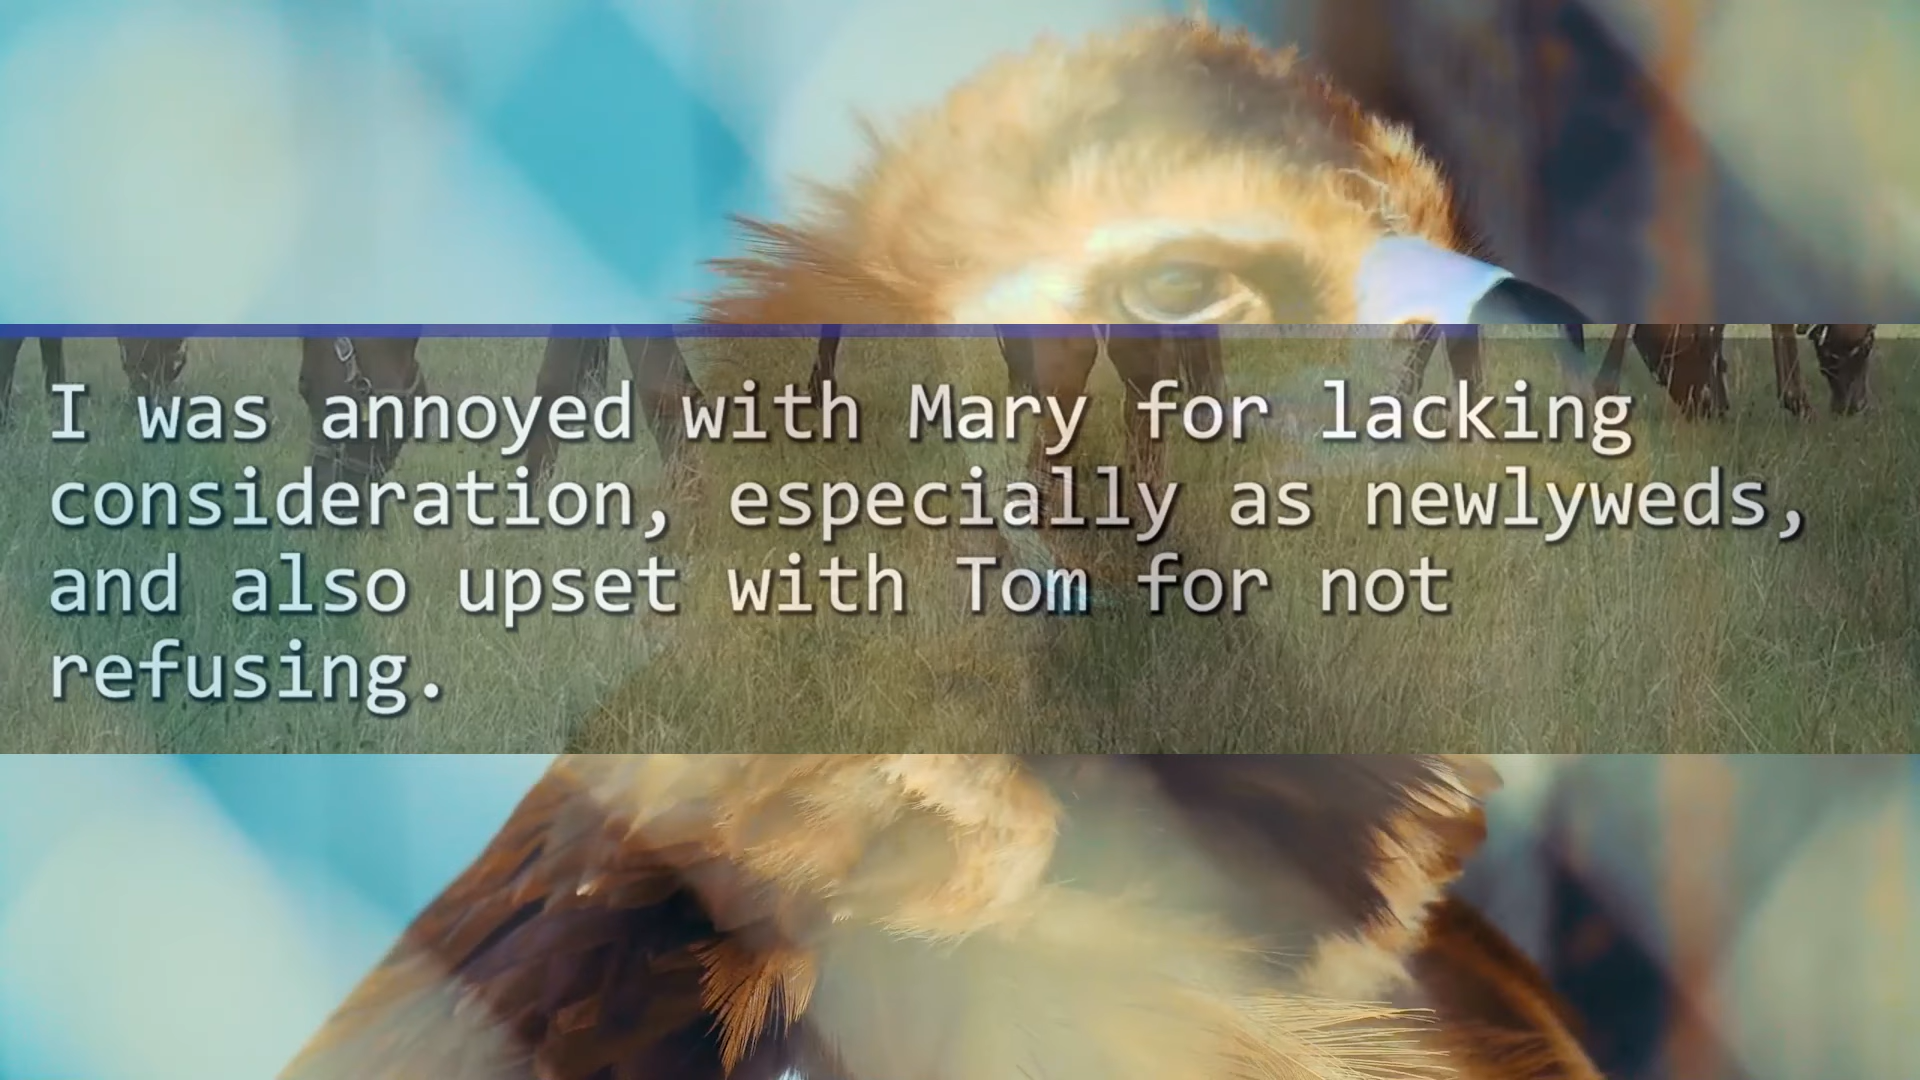 I was annoyed with Mary for lacking
consideration, especially as newlyweds,
and also upset with Tom for not
refusing.